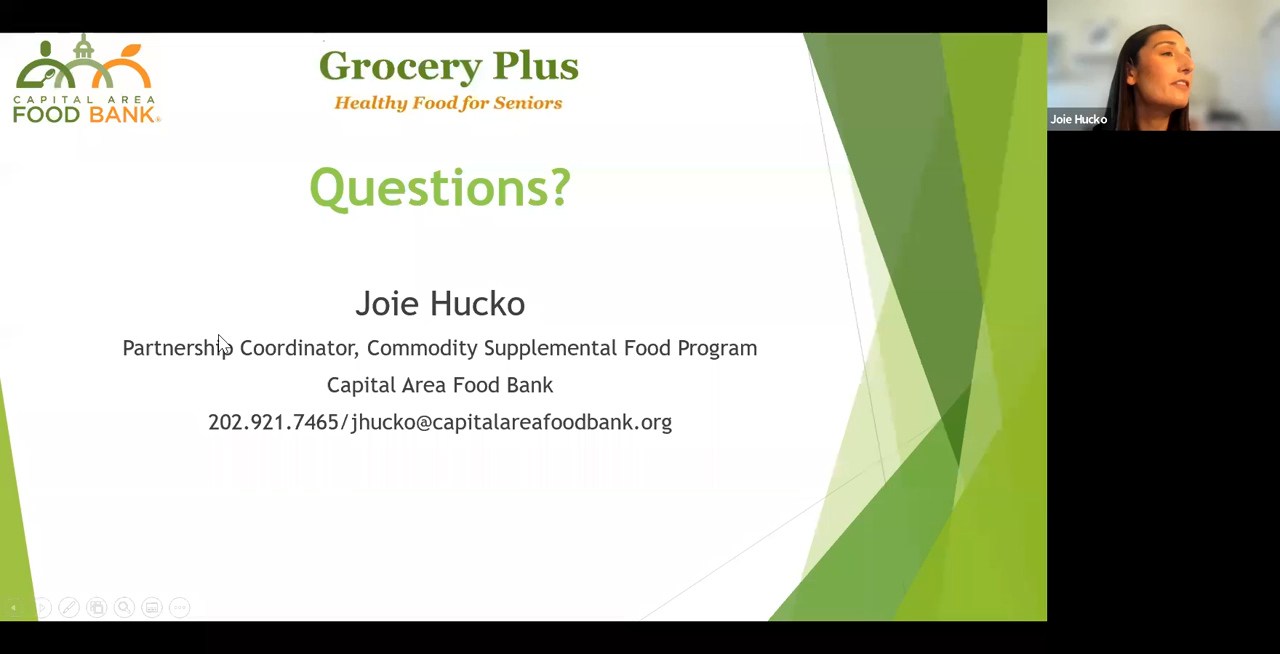 CAPITAL AREA
FOOD BANK®
Grocery Plus
Healthy Food for Seniors
Questions?
Joie Hucko
Partnership Coordinator, Commodity Supplemental Food Program
Capital Area Food Bank
202.921.7465/jhucko@capitalareafoodbank.org
Joie Hucko